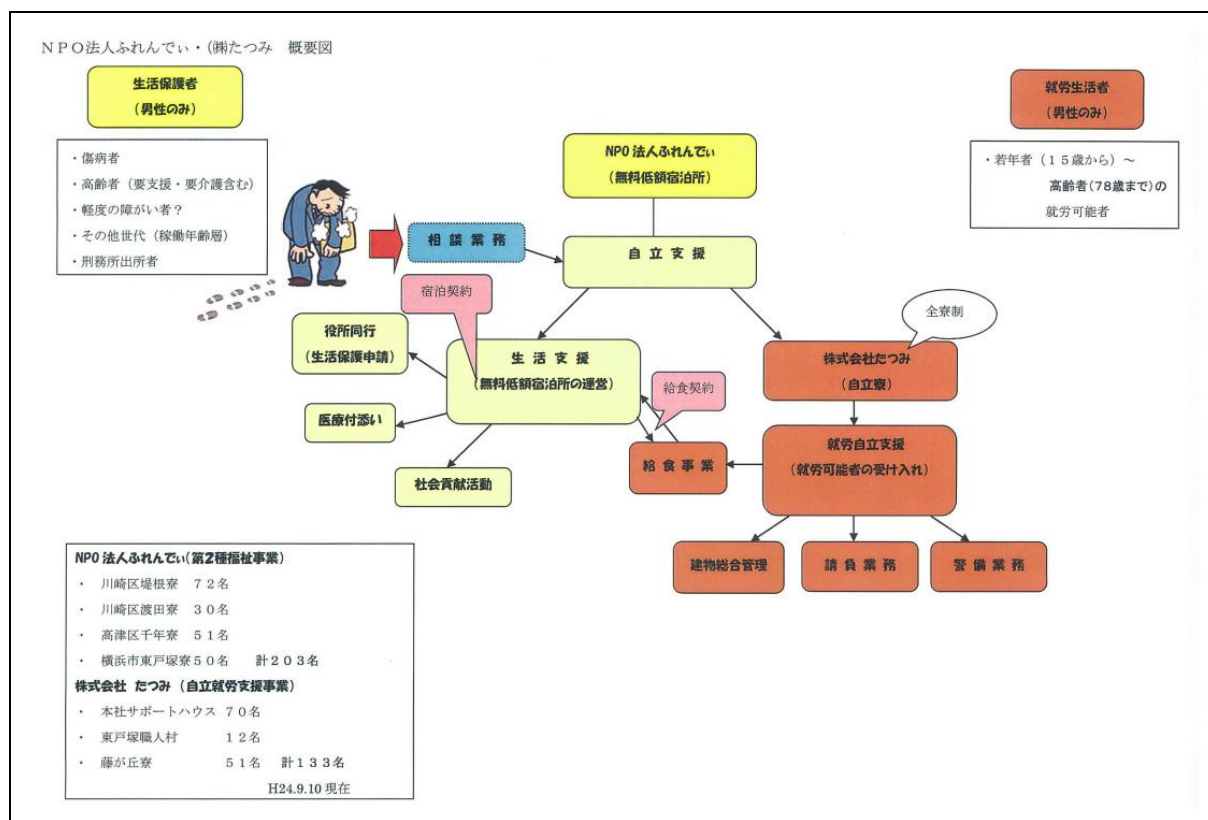 NPO法人ふれんでぃ・(株)たつみ 概要図
生活保護者
(男性のみ)
・傷病者
・高齢者(要支援・要介護含む)
・軽度の障がい者?
・その他世代(稼働年齢層)
・刑務所出所者
就労生活者
(男性のみ)
・若年者(15歳から)～
高齢者(78歳まで)の
就労可能者
NPO法人ふれんでぃ
(無料低額宿泊所)
相談業務
自立支援
宿泊契約
全寮制
役所同行
(生活保護申請)
生活支援
(無料低額宿泊所の運営)
株式会社たつみ
(自立寮)
給食契約
医療付添い
給食事業
就労自立支援
(就労可能者の受け入れ)
社会貢献活動
建物総合管理
請負業務
警備業務
NPO法人ふれんでぃ(第2種福祉事業)
・ 川崎区堤根寮 72名
・ 川崎区渡田寮 30名
・ 高津区千年寮 51名
・ 横浜市東戸塚寮50名 計203名
株式会社 たつみ(自立就労支援事業)
・ 本社サポートハウス 70名
・ 東戸塚職人村 12名
・ 藤が丘寮 51名 計133名
H24.9.10 現在